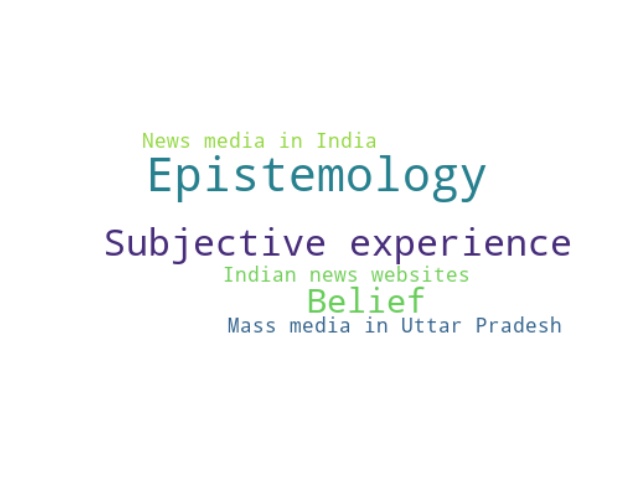 News media in India
Epistemology
Subjective experience
Indian news websites
Belief
Mass media in Uttar Pradesh